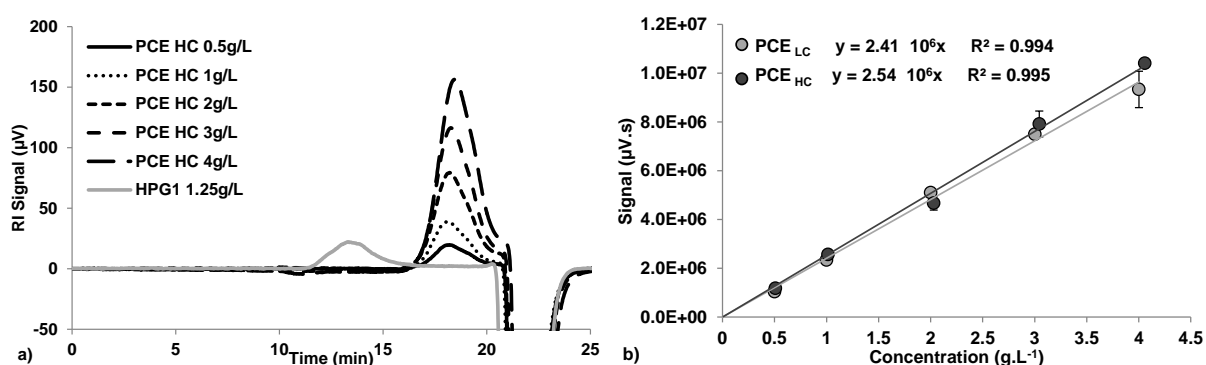 200
150
100
50
0
-50
RI Signal (µV)
PCE HC 0.5g/L
PCE HC 1g/L
PCE HC 2g/L
PCE HC 3g/L
PCE HC 4g/L
HPG1 1.25g/L
0 5 10 15 20 25
a) Time (min)
1.2E+07
1.0E+07
8.0E+06
6.0E+06
4.0E+06
2.0E+06
0.0E+00
Signal (µV.s)
PCE LC y = 2.41 10⁶x R² = 0.994
PCE HC y = 2.54 10⁶x R² = 0.995
0 0.5 1 1.5 2 2.5 3 3.5 4 4.5
b) Concentration (g.L⁻¹)